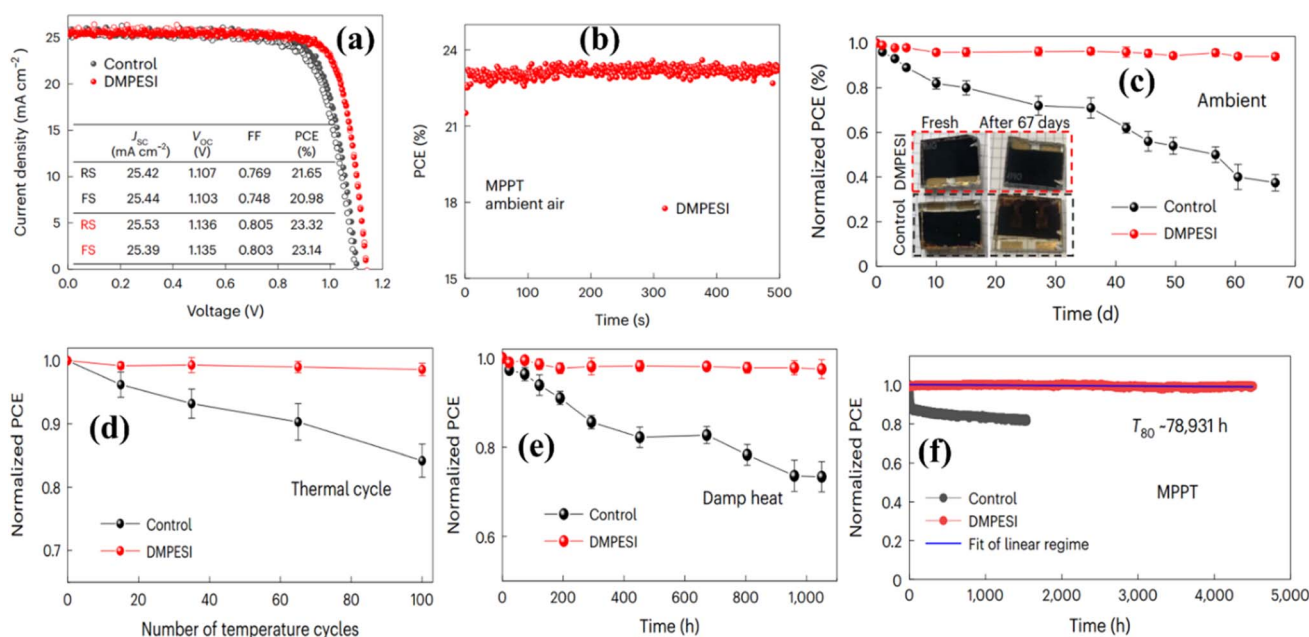 (a)
Current density (mA cm⁻²)
25
20
15
10
5
0
Control
DMPESI
JSC (mA cm⁻²) VOC (V) FF PCE (%)
RS 25.42 1.107 0.769 21.65
FS 25.44 1.103 0.748 20.98
RS 25.53 1.136 0.805 23.32
FS 25.39 1.135 0.803 23.14
0.0 0.2 0.4 0.6 0.8 1.0 1.2
Voltage (V)
(b)
PCE (%)
24
21
18
15
MPPT
ambient air
DMPESI
0 100 200 300 400 500
Time (s)
(c)
Normalized PCE (%)
1.0
0.8
0.6
0.4
0.2
0
Ambient
Fresh After 67 days
DMPESI
Control
Control
DMPESI
0 10 20 30 40 50 60 70
Time (d)
(d)
Normalized PCE
1.0
0.9
0.8
0.7
Thermal cycle
Control
DMPESI
0 20 40 60 80 100
Number of temperature cycles
(e)
Normalized PCE
1.0
0.8
0.6
Damp heat
Control
DMPESI
0 200 400 600 800 1,000
Time (h)
(f)
Normalized PCE
1.0
0.8
0.6
0.4
0.2
0
T80 ~78,931 h
MPPT
Control
DMPESI
Fit of linear regime
0 1,000 2,000 3,000 4,000 5,000
Time (h)